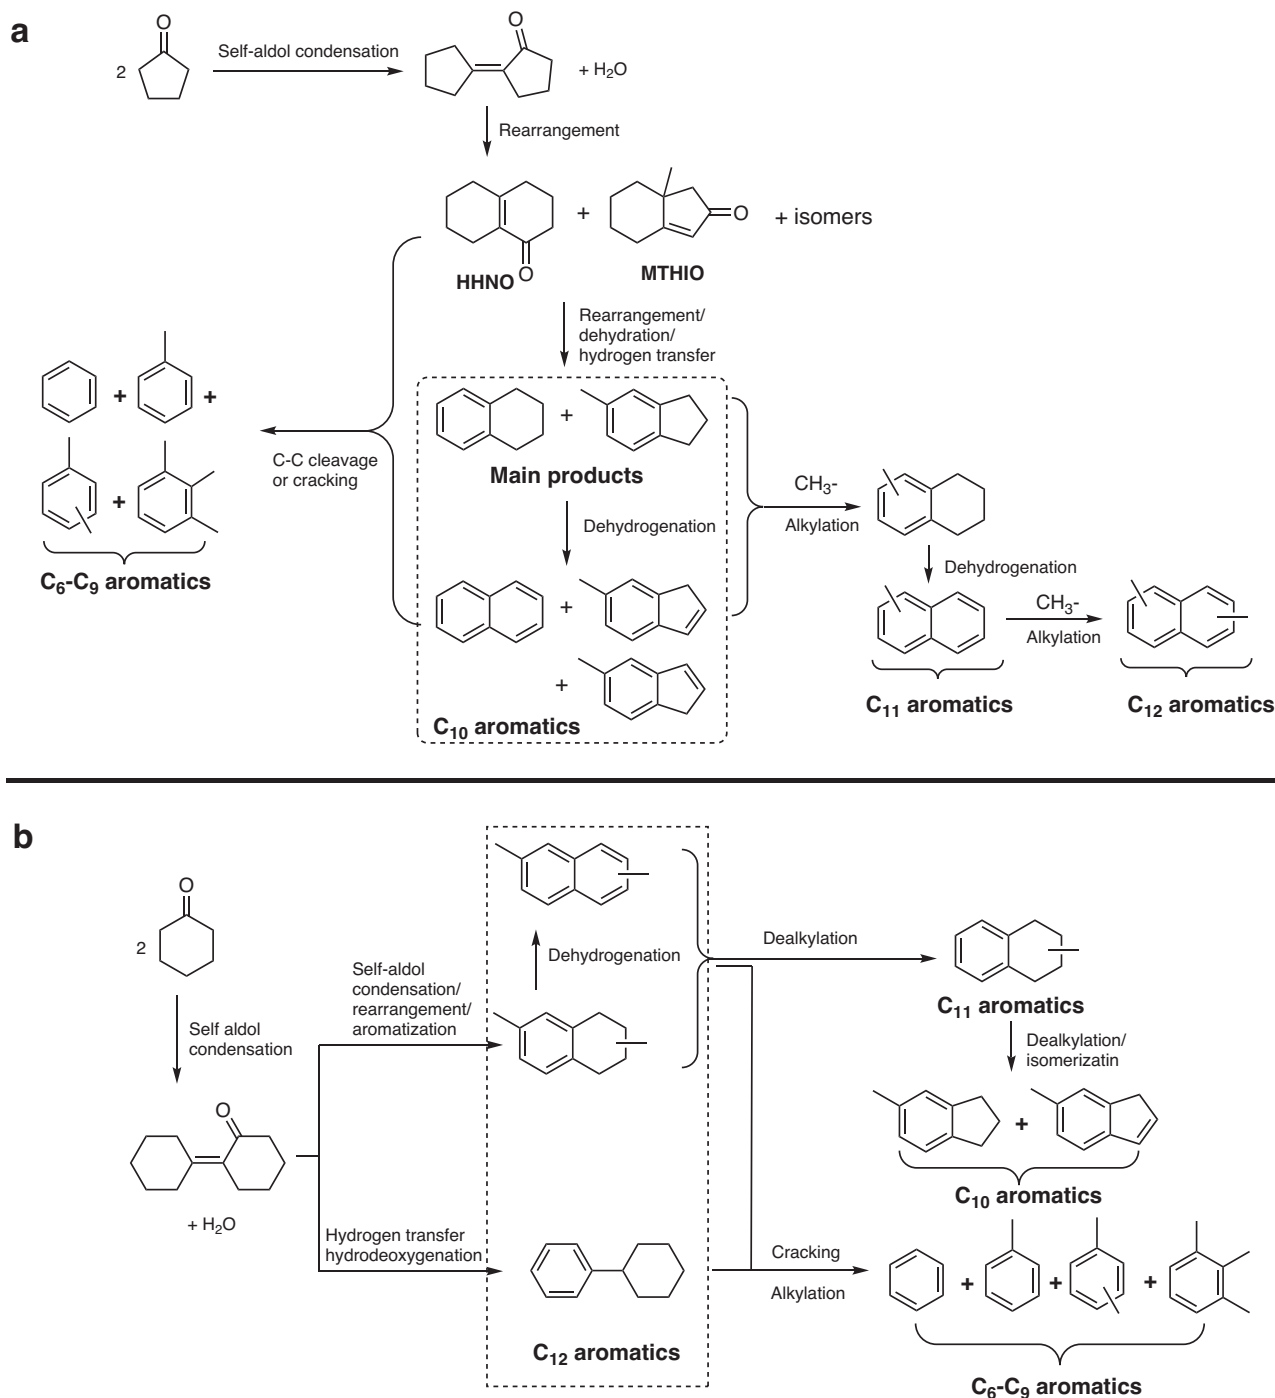 a
O
2
Self-aldol condensation
O
+ H₂O
Rearrangement
+
O
+ isomers
HHNO
O
MTHIO
Rearrangement/
dehydration/
hydrogen transfer
+
+
+
C-C cleavage
or cracking
C₆-C₉ aromatics
+
Main products
Dehydrogenation
+
+
C₁₀ aromatics
CH₃-
Alkylation
Dehydrogenation
CH₃-
Alkylation
C₁₁ aromatics
C₁₂ aromatics
b
O
2
Self aldol
condensation
O
+ H₂O
Self-aldol
condensation/
rearrangement/
aromatization
Hydrogen transfer
hydrodeoxygenation
Dehydrogenation
C₁₂ aromatics
Dealkylation
C₁₁ aromatics
Dealkylation/
isomerizatin
+
C₁₀ aromatics
Cracking
Alkylation
+
+
+
C₆-C₉ aromatics